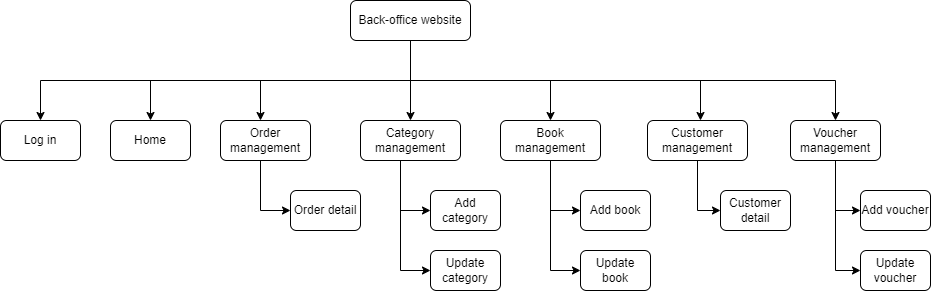 Back-office website
Log in
Home
Order
management
Category
management
Book
management
Customer
management
Voucher
management
Order detail
Add
category
Add book
Customer
detail
Add voucher
Update
category
Update
book
Update
voucher